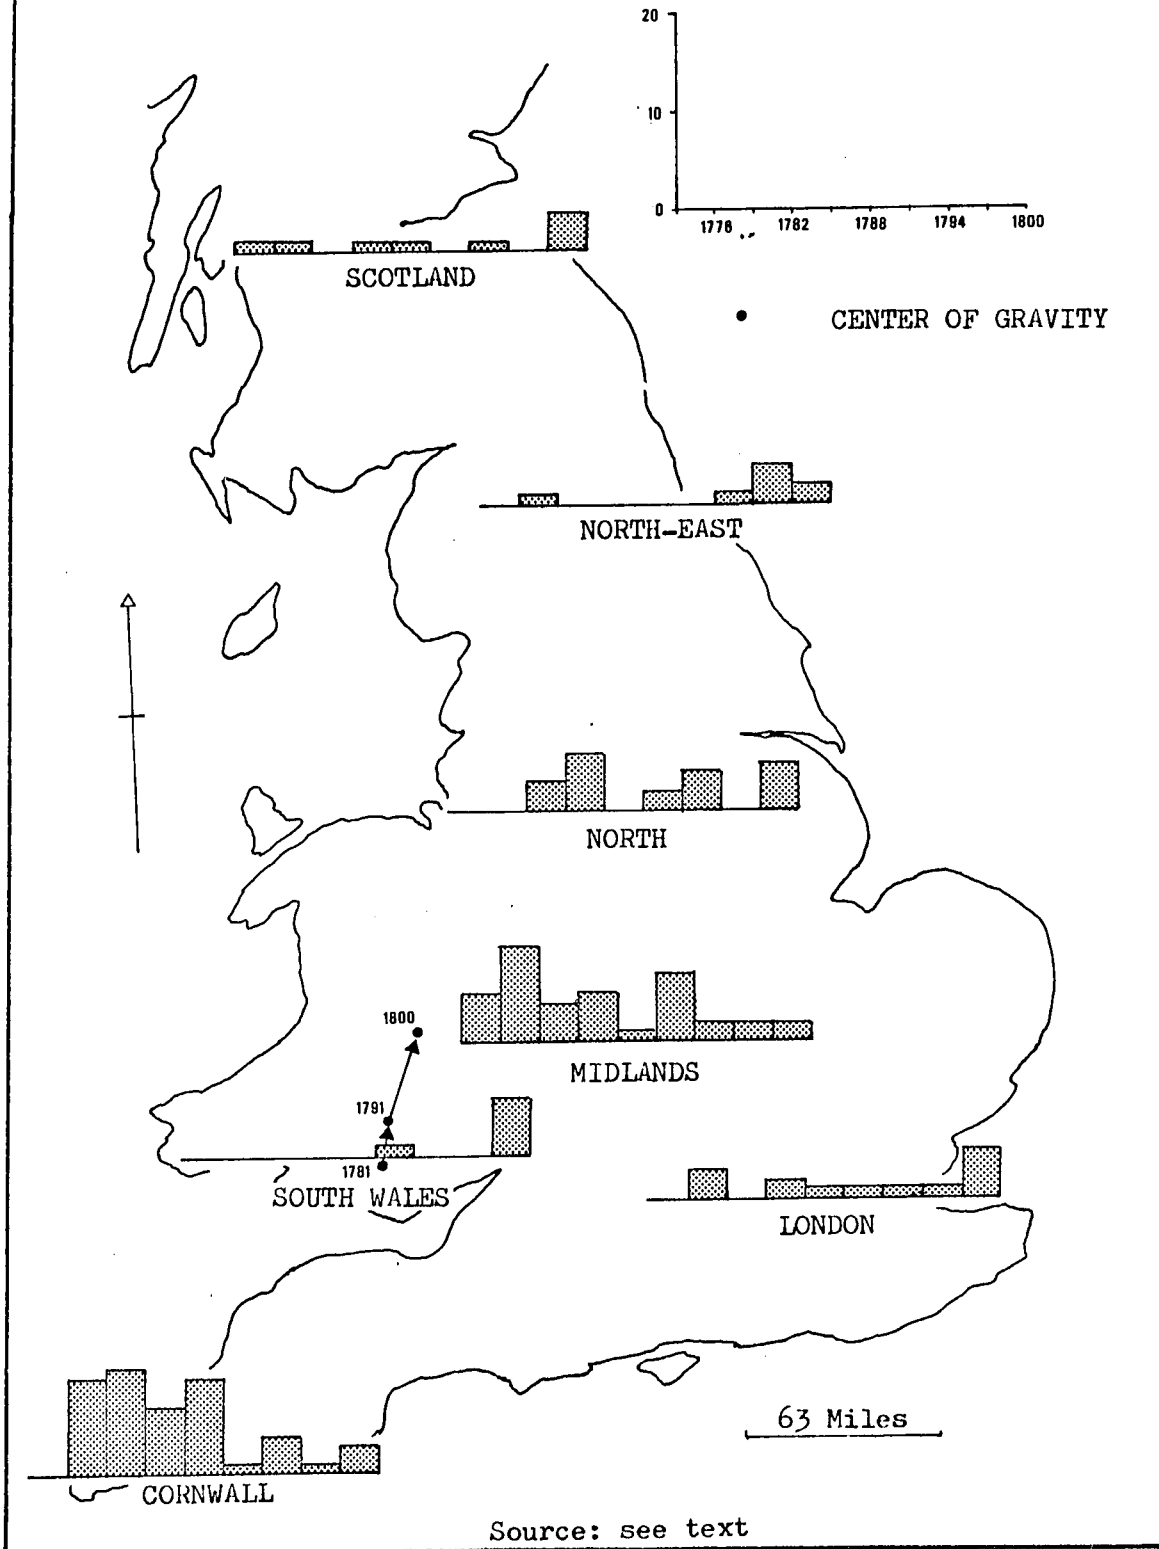 20
10
0
1776 1782 1788 1794 1800
SCOTLAND
CENTER OF GRAVITY
NORTH-EAST
NORTH
1800
MIDLANDS
1791
1781
SOUTH WALES
LONDON
63 Miles
CORNWALL
Source: see text